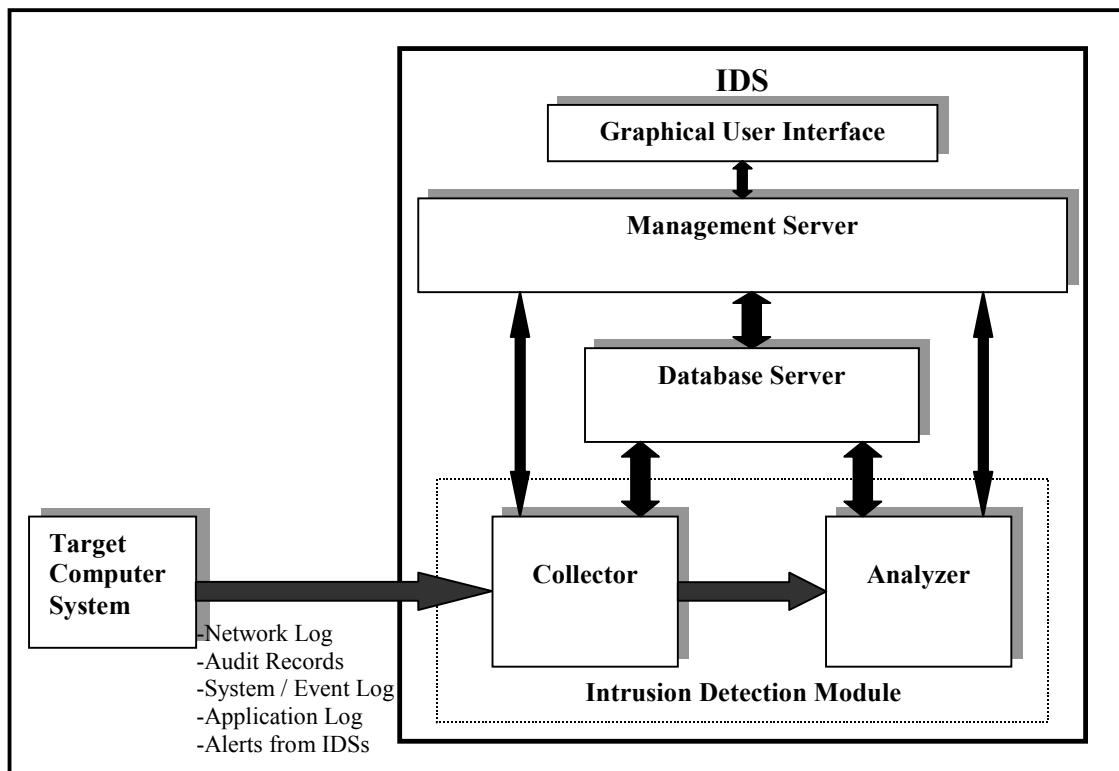 IDS
Graphical User Interface
Management Server
Database Server
Target
Computer
System
Collector
Analyzer
-Network Log
-Audit Records
-System / Event Log
-Application Log
-Alerts from IDSs
Intrusion Detection Module